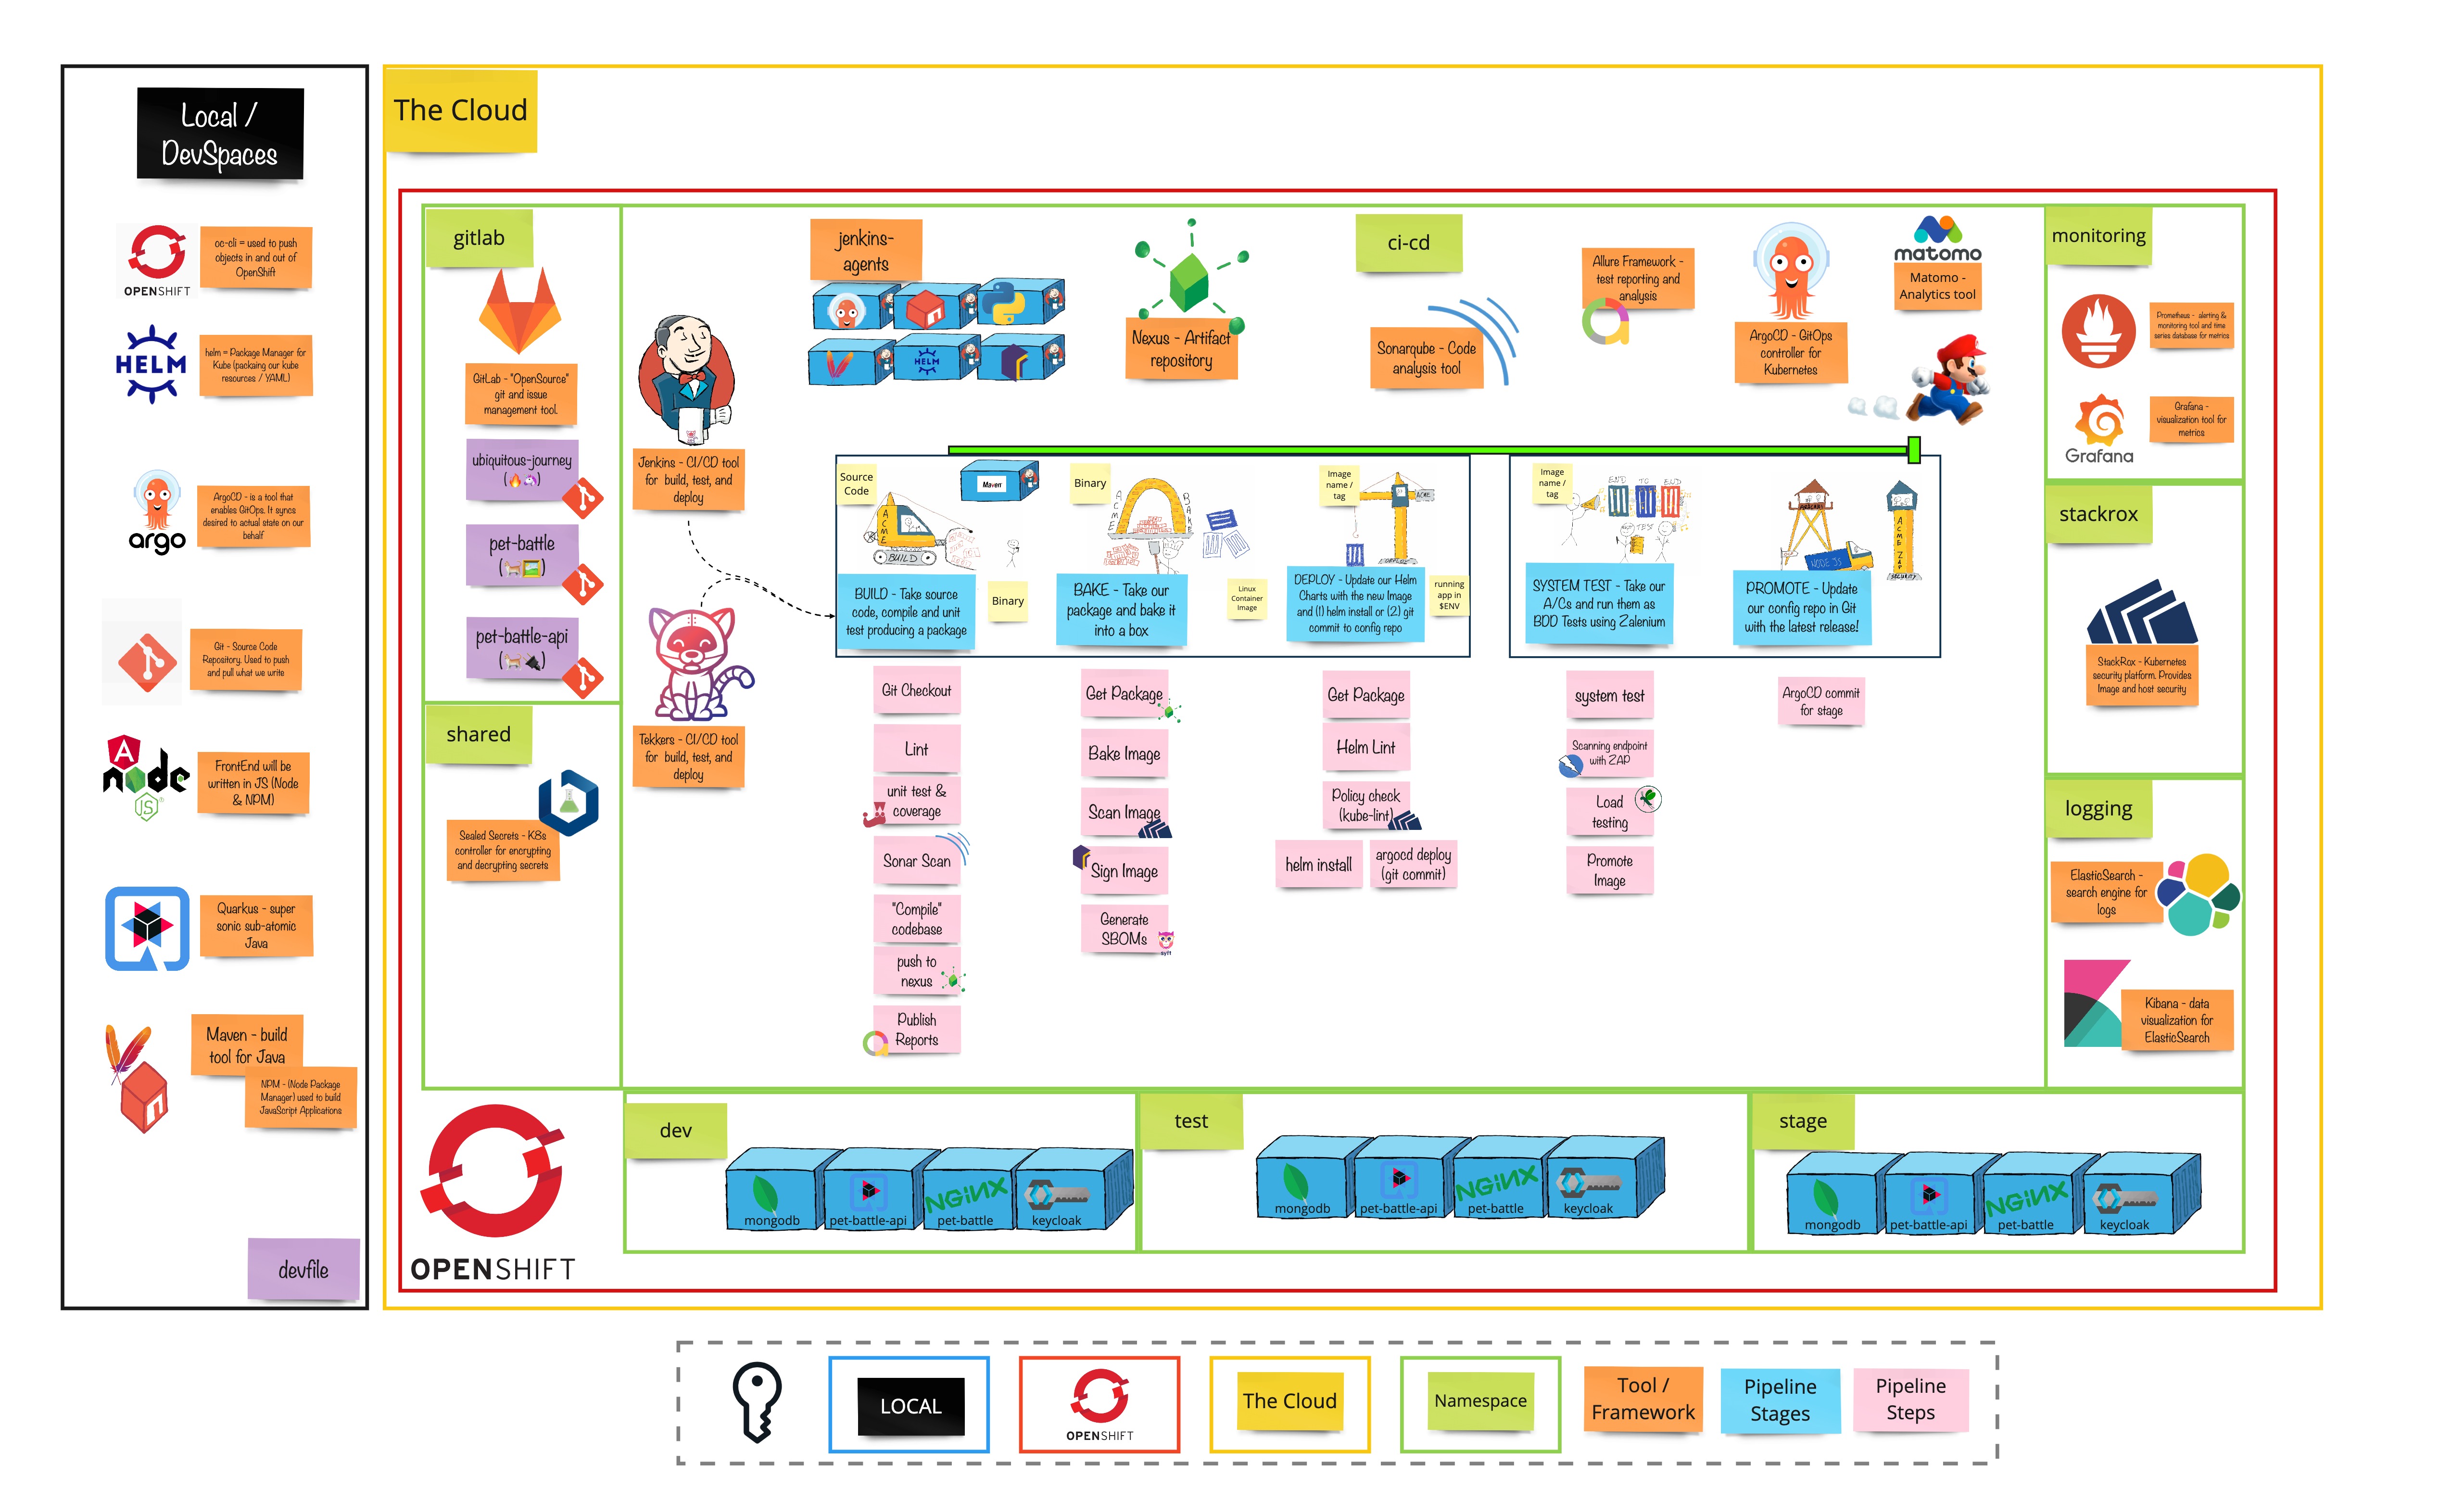 Local /
DevSpaces
OPENSHIFT
oc-cli = used to push
objects in and out of
OpenShift
HELM
helm = Package Manager for
Kube (packaing our kube
resources / YAML)
argo
ArgoCD - is a tool that
enables GitOps. It syncs
desired to actual state on our
behalf
Git - Source Code
Repository. Used to push
and pull what we write
A
node
JS
FrontEnd will be
written in JS (Node
& NPM)
Quarkus - super
sonic sub-atomic
Java
Maven - build
tool for Java
NPM - (Node Package
Manager) used to build
JavaScript Applications
devfile
The Cloud
gitlab
GitLab - "OpenSource"
git and issue
management tool.
ubiquitous-journey
(🔥🦄)
pet-battle
pet-battle-api
shared
Sealed Secrets - K8s
controller for encrypting
and decrypting secrets
Jenkins - CI/CD tool
for build, test, and
deploy
Tekkers - CI/CD tool
for build, test, and
deploy
jenkins-
agents
HELM
Nexus - Artifact
repository
ci-cd
Sonarqube - Code
analysis tool
Allure Framework -
test reporting and
analysis
ArgoCD - GitOps
controller for
Kubernetes
matomo
Matomo -
Analytics tool
Source
Code
Maven
ACME
BUILD
BUILD - Take source
code, compile and unit
test producing a package
Binary
Binary
ACME
BAKE
BAKE - Take our
package and bake it
into a box
Linux
Container
Image
Image
name /
tag
ACME
DEPLOY - Update our Helm
Charts with the new Image
and (1) helm install or (2) git
commit to config repo
running
app in
$ENV
Image
name /
tag
END TO END
TEST
SYSTEM TEST - Take our
A/Cs and run them as
BDD Tests using Zalenium
NODE JS
ACME ZAP
SECURITY
PROMOTE - Update
our config repo in Git
with the latest release!
Git Checkout
Lint
unit test &
coverage
Sonar Scan
"Compile"
codebase
push to
nexus
Publish
Reports
Get Package
Bake Image
Scan Image
Sign Image
Generate
SBOMs
syft
Get Package
Helm Lint
Policy check
(kube-lint)
helm install
argocd deploy
(git commit)
system test
Scanning endpoint
with ZAP
Load
testing
Promote
Image
ArgoCD commit
for stage
monitoring
Prometheus - alerting &
monitoring tool and time
series database for metrics
Grafana
Grafana -
visualization tool for
metrics
stackrox
StackRox - Kubernetes
security platform. Provides
Image and host security
logging
ElasticSearch -
search engine for
logs
Kibana - data
visualization for
ElasticSearch
OPENSHIFT
dev
mongodb
pet-battle-api
NGINX
pet-battle
keycloak
test
mongodb
pet-battle-api
NGINX
pet-battle
keycloak
stage
mongodb
pet-battle-api
NGINX
pet-battle
keycloak
LOCAL
OPENSHIFT
The Cloud
Namespace
Tool /
Framework
Pipeline
Stages
Pipeline
Steps